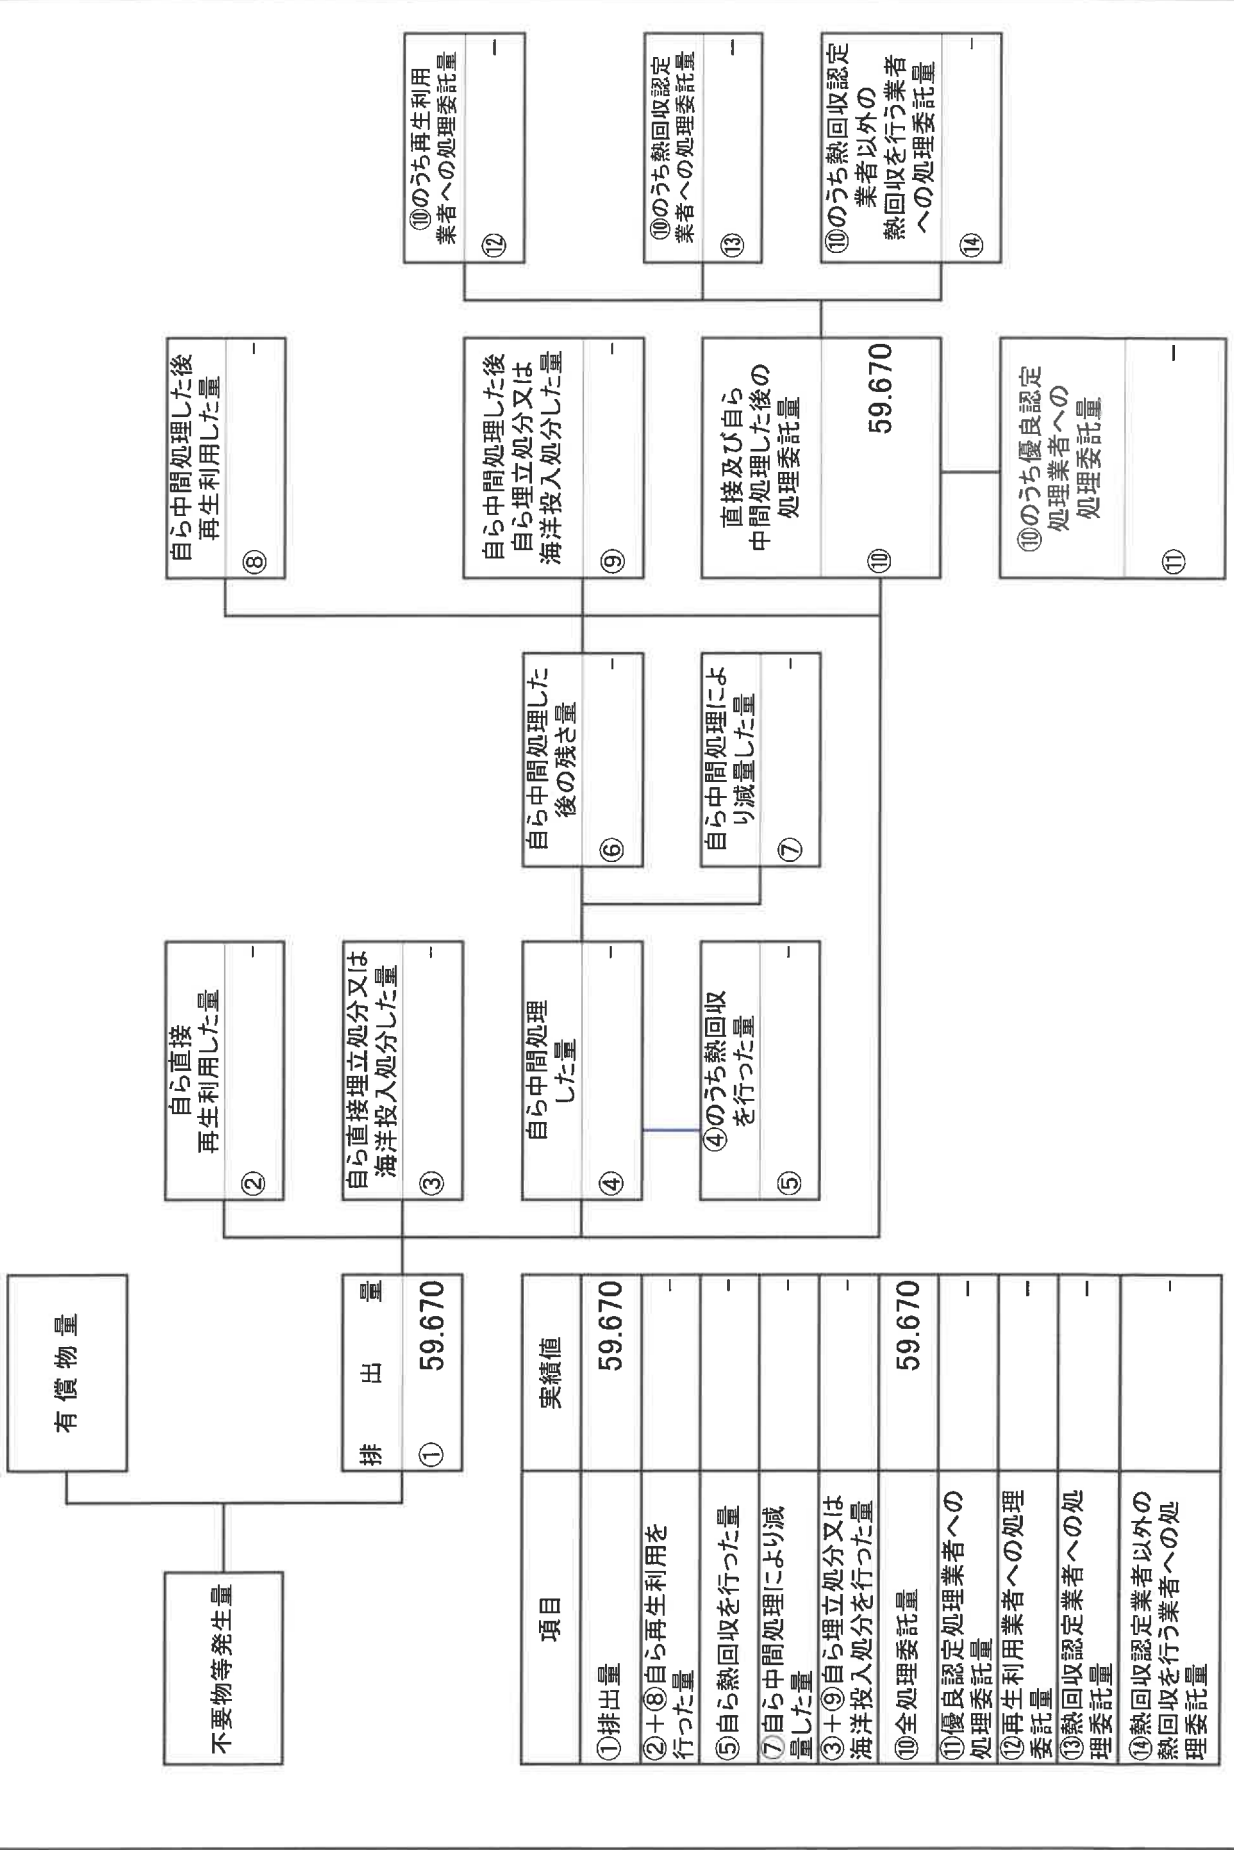 有 償 物 量
不要物等発生量
排 出 量
① 59.670
自ら直接
再生利用した量
② −
自ら直接埋立処分又は
海洋投入処分した量
③ −
自ら中間処理
した量
④ −
④のうち熱回収
を行った量
⑤ −
自ら中間処理した
後の残さ量
⑥ −
自ら中間処理によ
り減量した量
⑦ −
自ら中間処理した後
再生利用した量
⑧ −
自ら中間処理した後
自ら埋立処分又は
海洋投入処分した量
⑨ −
直接及び自ら
中間処理した後の
処理委託量
⑩ 59.670
⑩のうち優良認定
処理業者への
処理委託量
⑪ −
⑩のうち再生利用
業者への処理委託量
⑫ −
⑩のうち熱回収認定
業者への処理委託量
⑬ −
⑩のうち熱回収認定
業者以外の
熱回収を行う業者
への処理委託量
⑭ −
項目 実績値
①排出量 59.670
②＋⑧自ら再生利用を
行った量 −
⑤自ら熱回収を行った量 −
⑦自ら中間処理により減
量した量 −
③＋⑨自ら埋立処分又は
海洋投入処分を行った量 −
⑩全処理委託量 59.670
⑪優良認定処理業者への
処理委託量 −
⑫再生利用業者への処理
委託量 −
⑬熱回収認定業者への処
理委託量 −
⑭熱回収認定業者以外の
熱回収を行う業者への処
理委託量 −